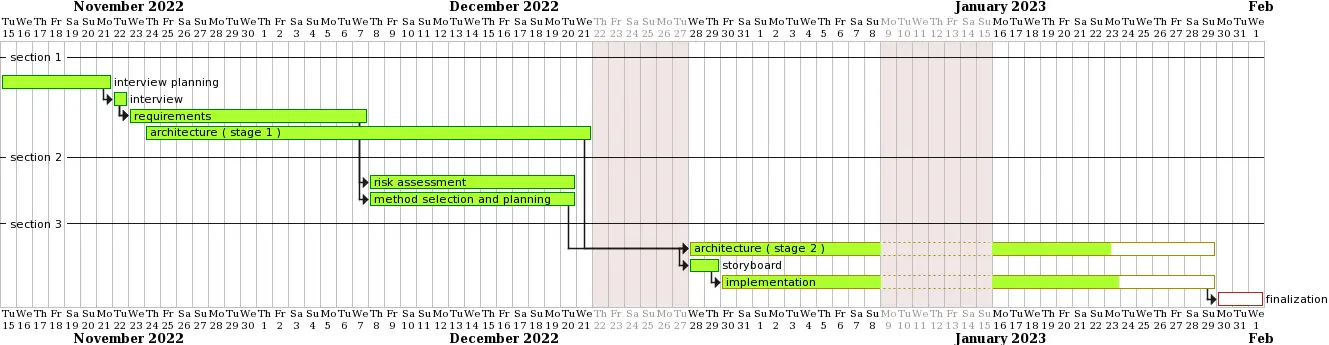 November 2022 December 2022 January 2023 Feb
Tu We Th Fr Sa Su Mo Tu We Th Fr Sa Su Mo Tu We Th Fr Sa Su Mo Tu We Th Fr Sa Su Mo Tu We Th Fr Sa Su Mo Tu We Th Fr Sa Su Mo Tu We Th Fr Sa Su Mo Tu We Th Fr Sa Su Mo Tu We Th Fr Sa Su Mo Tu We Th Fr Sa Su Mo Tu We Th Fr Sa Su Mo Tu We
15 16 17 18 19 20 21 22 23 24 25 26 27 28 29 30 1 2 3 4 5 6 7 8 9 10 11 12 13 14 15 16 17 18 19 20 21 22 23 24 25 26 27 28 29 30 31 1 2 3 4 5 6 7 8 9 10 11 12 13 14 15 16 17 18 19 20 21 22 23 24 25 26 27 28 29 30 31 1
section 1
interview planning
interview
requirements
architecture ( stage 1 )
section 2
risk assessment
method selection and planning
section 3
architecture ( stage 2 )
storyboard
implementation
finalization
Tu We Th Fr Sa Su Mo Tu We Th Fr Sa Su Mo Tu We Th Fr Sa Su Mo Tu We Th Fr Sa Su Mo Tu We Th Fr Sa Su Mo Tu We Th Fr Sa Su Mo Tu We Th Fr Sa Su Mo Tu We Th Fr Sa Su Mo Tu We Th Fr Sa Su Mo Tu We Th Fr Sa Su Mo Tu We Th Fr Sa Su Mo Tu We
15 16 17 18 19 20 21 22 23 24 25 26 27 28 29 30 1 2 3 4 5 6 7 8 9 10 11 12 13 14 15 16 17 18 19 20 21 22 23 24 25 26 27 28 29 30 31 1 2 3 4 5 6 7 8 9 10 11 12 13 14 15 16 17 18 19 20 21 22 23 24 25 26 27 28 29 30 31 1
November 2022 December 2022 January 2023 Feb